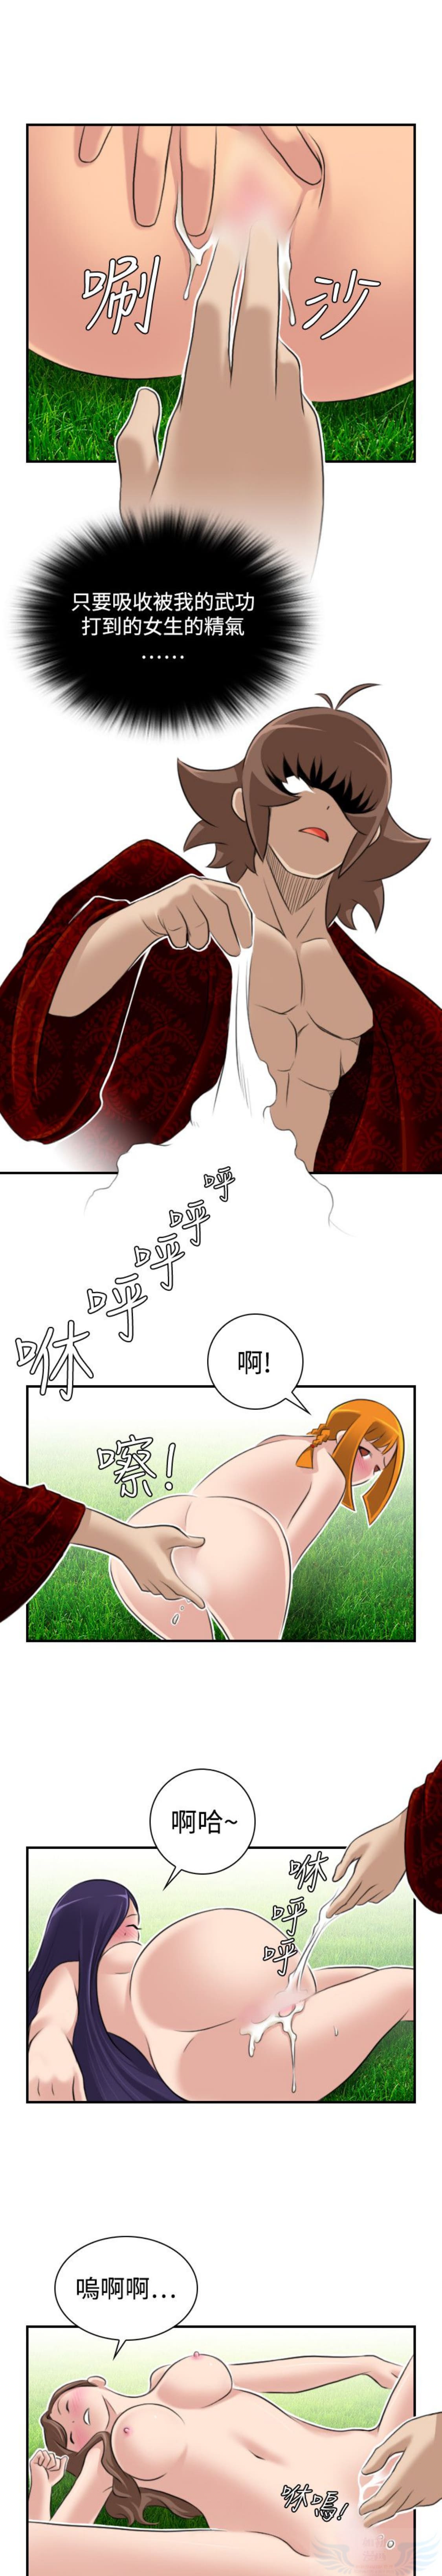 唰
沙
只要吸收被我的武功
打到的女生的精氣
......
咻呼呼呼呼
啊!
嚓!
啊哈~
咻呼呼
嗚啊啊...
咻嗚!